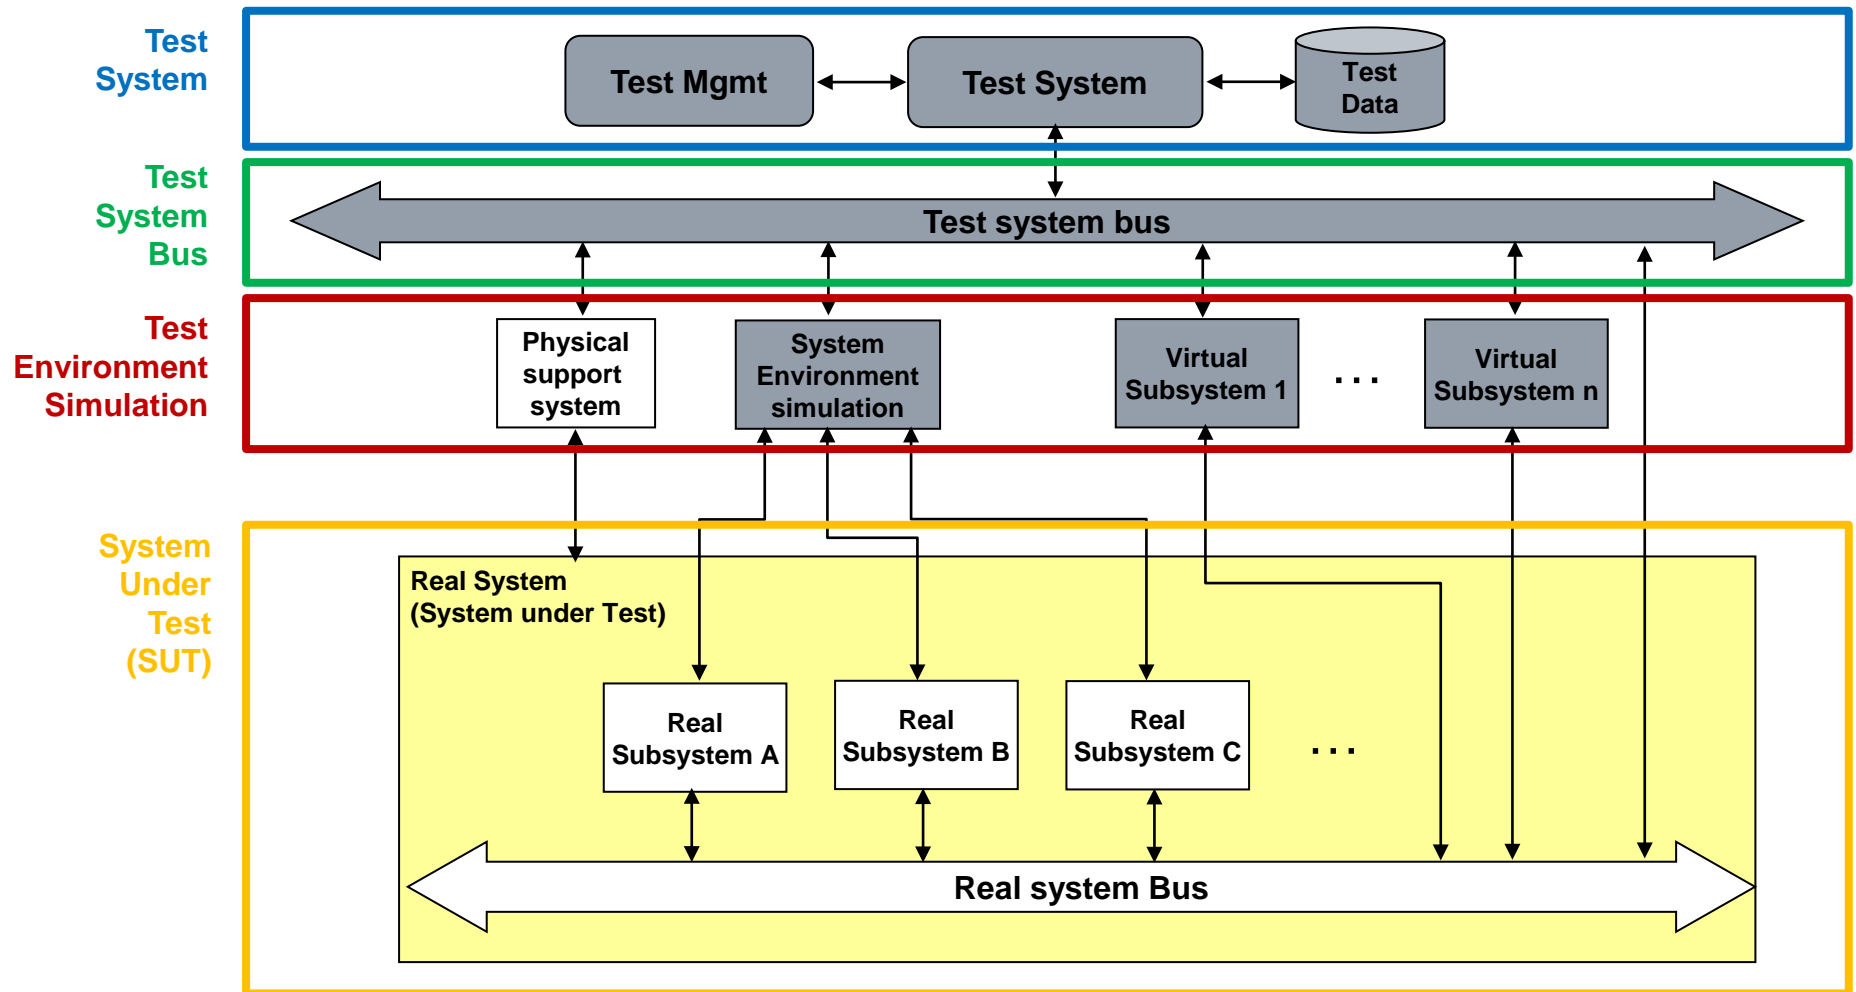 Test
System
Test Mgmt
Test System
Test
Data
Test
System
Bus
Test system bus
Test
Environment
Simulation
Physical
support
system
System
Environment
simulation
Virtual
Subsystem 1
. . .
Virtual
Subsystem n
System
Under
Test
(SUT)
Real System
(System under Test)
Real
Subsystem A
Real
Subsystem B
Real
Subsystem C
. . .
Real system Bus